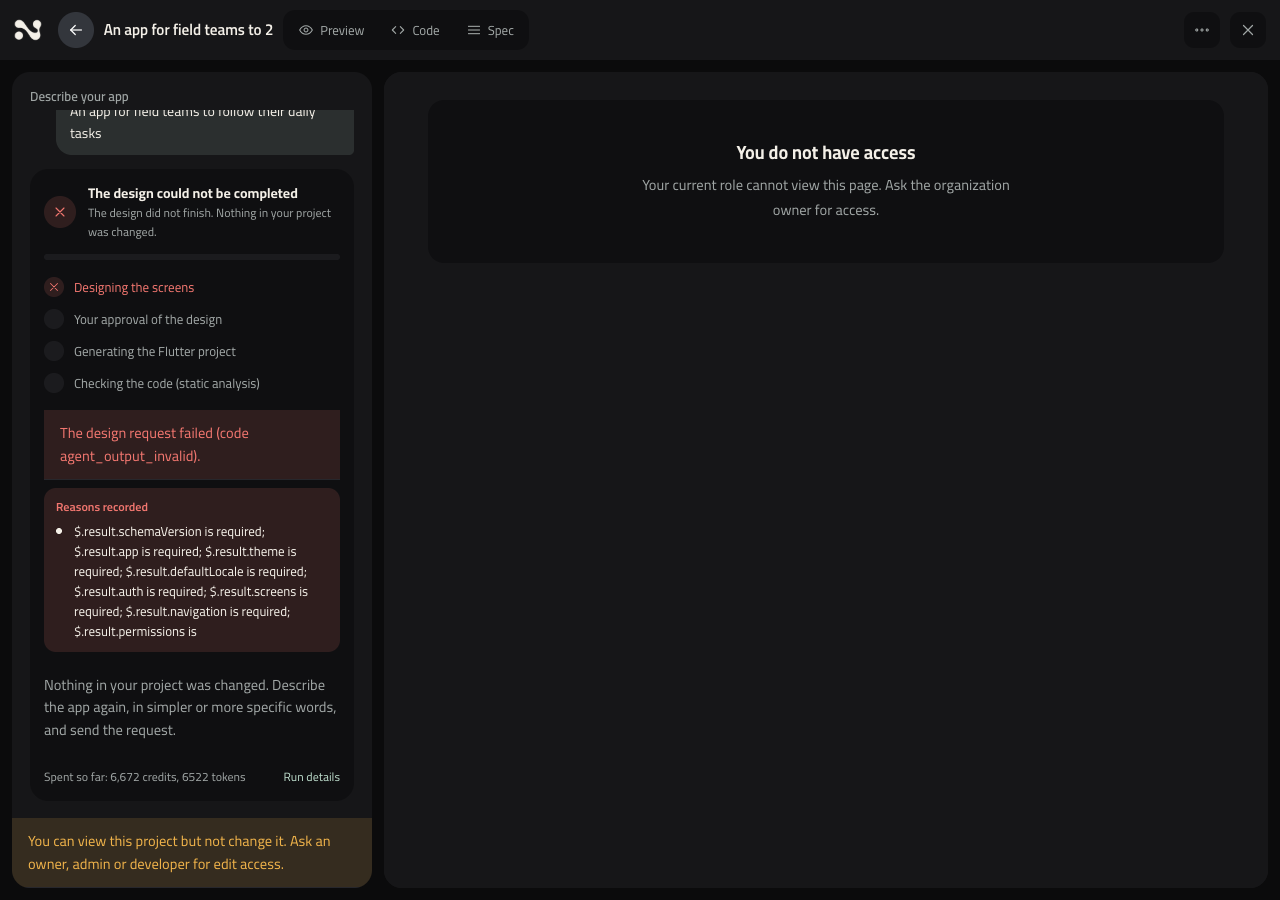 An app for field teams to 2
Preview
Code
Spec
Describe your app
An app for field teams to follow their daily
tasks
The design could not be completed
The design did not finish. Nothing in your project
was changed.
Designing the screens
Your approval of the design
Generating the Flutter project
Checking the code (static analysis)
The design request failed (code
agent_output_invalid).
Reasons recorded
$.result.schemaVersion is required;
$.result.app is required; $.result.theme is
required; $.result.defaultLocale is required;
$.result.auth is required; $.result.screens is
required; $.result.navigation is required;
$.result.permissions is
Nothing in your project was changed. Describe
the app again, in simpler or more specific words,
and send the request.
Spent so far: 6,672 credits, 6522 tokens
Run details
You can view this project but not change it. Ask an
owner, admin or developer for edit access.
You do not have access
Your current role cannot view this page. Ask the organization
owner for access.